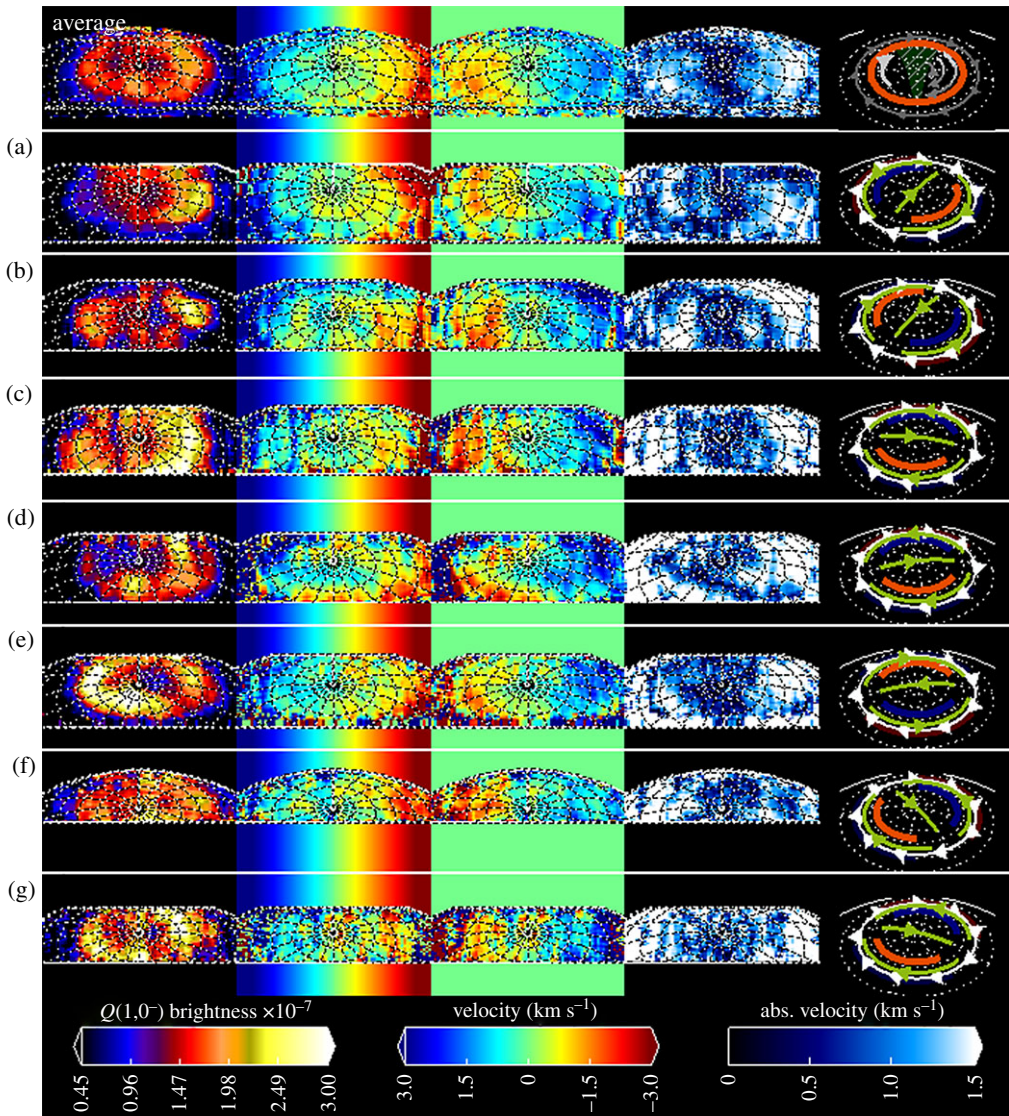 average
(a)
(b)
(c)
(d)
(e)
(f)
(g)
Q(1,0⁻) brightness ×10⁻⁷
velocity (km s⁻¹)
abs. velocity (km s⁻¹)
0.45 0.96 1.47 1.98 2.49 3.00
3.0 1.5 0 −1.5 −3.0
0 0.5 1.0 1.5